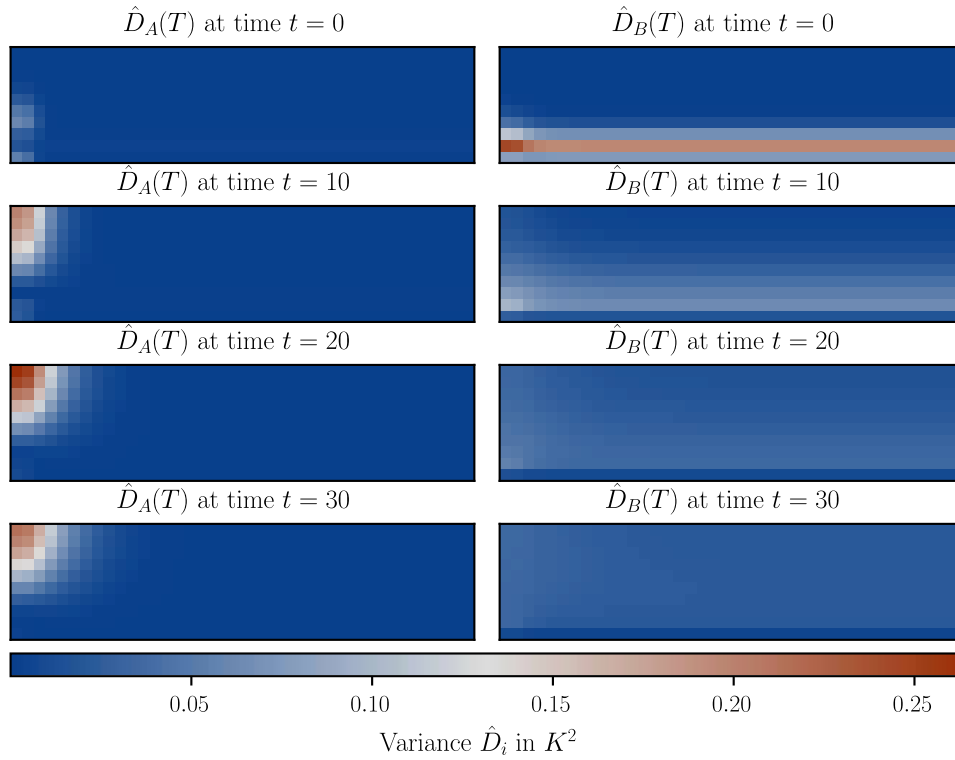 D̂_A(T) at time t = 0
D̂_B(T) at time t = 0
D̂_A(T) at time t = 10
D̂_B(T) at time t = 10
D̂_A(T) at time t = 20
D̂_B(T) at time t = 20
D̂_A(T) at time t = 30
D̂_B(T) at time t = 30
0.05 0.10 0.15 0.20 0.25
Variance D̂_i in K²